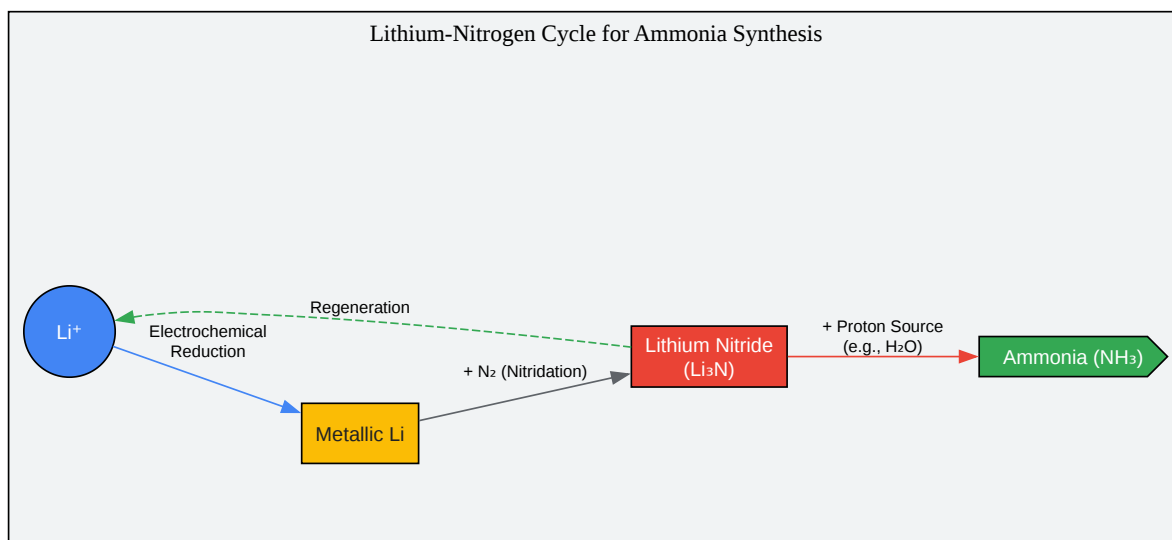 Lithium-Nitrogen Cycle for Ammonia Synthesis
Li⁺
Electrochemical
Reduction
Metallic Li
Regeneration
+ N₂ (Nitridation)
Lithium Nitride
(Li₃N)
+ Proton Source
(e.g., H₂O)
Ammonia (NH₃)